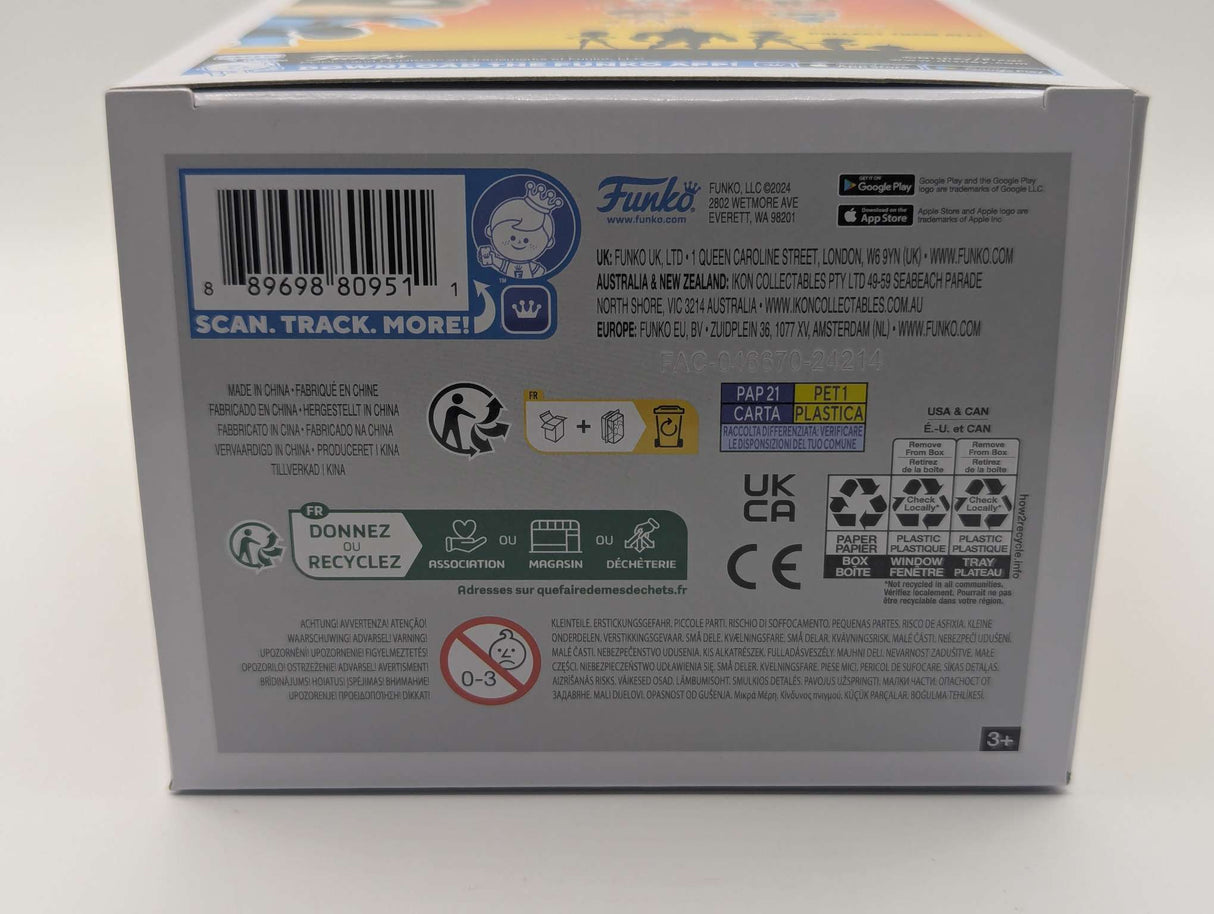 DOWNLOAD THE FUNKO APP!
8 89698 80951 1
SCAN. TRACK. MORE!
TM
Funko
www.funko.com
FUNKO, LLC ©2024
2802 WETMORE AVE
EVERETT, WA 98201
GET IT ON
Google Play
Google Play and the Google Play
logo are trademarks of Google LLC.
Download on the
App Store
Apple Store and Apple logo are
trademarks of Apple Inc
UK: FUNKO UK, LTD • 1 QUEEN CAROLINE STREET, LONDON, W6 9YN (UK) • WWW.FUNKO.COM
AUSTRALIA & NEW ZEALAND: IKON COLLECTABLES PTY LTD 49-59 SEABEACH PARADE
NORTH SHORE, VIC 3214 AUSTRALIA • WWW.IKONCOLLECTABLES.COM.AU
EUROPE: FUNKO EU, BV • ZUIDPLEIN 36, 1077 XV, AMSTERDAM (NL) • WWW.FUNKO.COM
FAC-046670-24214
MADE IN CHINA • FABRIQUÉ EN CHINE
FABRICADO EN CHINA • HERGESTELLT IN CHINA
FABBRICATO IN CINA • FABRICADO NA CHINA
VERVAARDIGD IN CHINA • PRODUCERET I KINA
TILLVERKAD I KINA
FR
+
PAP 21
PET 1
CARTA
PLASTICA
RACCOLTA DIFFERENZIATA: VERIFICARE
LE DISPOSIZIONI DEL TUO COMUNE
UK
CA
CE
USA & CAN
É.-U. et CAN
Remove
From Box
Retirez
de la boîte
Remove
From Box
Retirez
de la boîte
Check
Locally*
Check
Locally*
PAPER
PAPIER
PLASTIC
PLASTIQUE
PLASTIC
PLASTIQUE
BOX
BOÎTE
WINDOW
FENÊTRE
TRAY
PLATEAU
how2recycle.info
*Not recycled in all communities.
Vérifiez localement. Pourrait ne pas
être recyclable dans votre région.
FR
DONNEZ
OU
RECYCLEZ
ASSOCIATION
OU
MAGASIN
OU
DÉCHÈTERIE
Adresses sur quefairedemesdechets.fr
ACHTUNG! AVVERTENZA! ATENÇÃO!
WAARSCHUWING! ADVARSEL! VARNING!
UPOZORNĚNÍ! UPOZORNENIE! FIGYELMEZTETÉS!
OPOZORILO! OSTRZEŻENIE! ADVARSEL! AVERTISMENT!
BRĪDINĀJUMS! HOIATUS! ĮSPĖJIMAS! ВНИМАНИЕ!
UPOZORENJE! ΠΡΟΕΙΔΟΠΟΙΗΣΗ! DİKKAT!
0-3
KLEINTEILE. ERSTICKUNGSGEFAHR. PICCOLE PARTI. RISCHIO DI SOFFOCAMENTO. PEQUENAS PARTES. RISCO DE ASFIXIA. KLEINE
ONDERDELEN. VERSTIKKINGSGEVAAR. SMÅ DELE. KVÆLNINGSFARE. SMÅ DELAR. KVÄVNINGSRISK. MALÉ ČÁSTI. NEBEZPEČÍ UDUŠENÍ.
MALÉ ČASTI. NEBEZPEČENSTVO UDUSENIA. KIS ALKATRÉSZEK. FULLADÁSVESZÉLY. MAJHNI DELI. NEVARNOST ZADUŠITVE. MAŁE
CZĘŚCI. NIEBEZPIECZEŃSTWO UDŁAWIENIA SIĘ. SMÅ DELER. KVELNINGSFARE. PIESE MICI. PERICOL DE SUFOCARE. SĪKAS DETAĻAS.
AIZRĪŠANĀS RISKS. VÄIKESED OSAD. LÄMBUMISOHT. SMULKIOS DETALĖS. PAVOJUS UŽSPRINGTI. МАЛКИ ЧАСТИ. ОПАСНОСТ ОТ
ЗАДАВЯНЕ. MALI DIJELOVI. OPASNOST OD GUŠENJA. Μικρά Μέρη. Κίνδυνος πνιγμού. KÜÇÜK PARÇALAR. BOĞULMA TEHLİKESİ.
3+